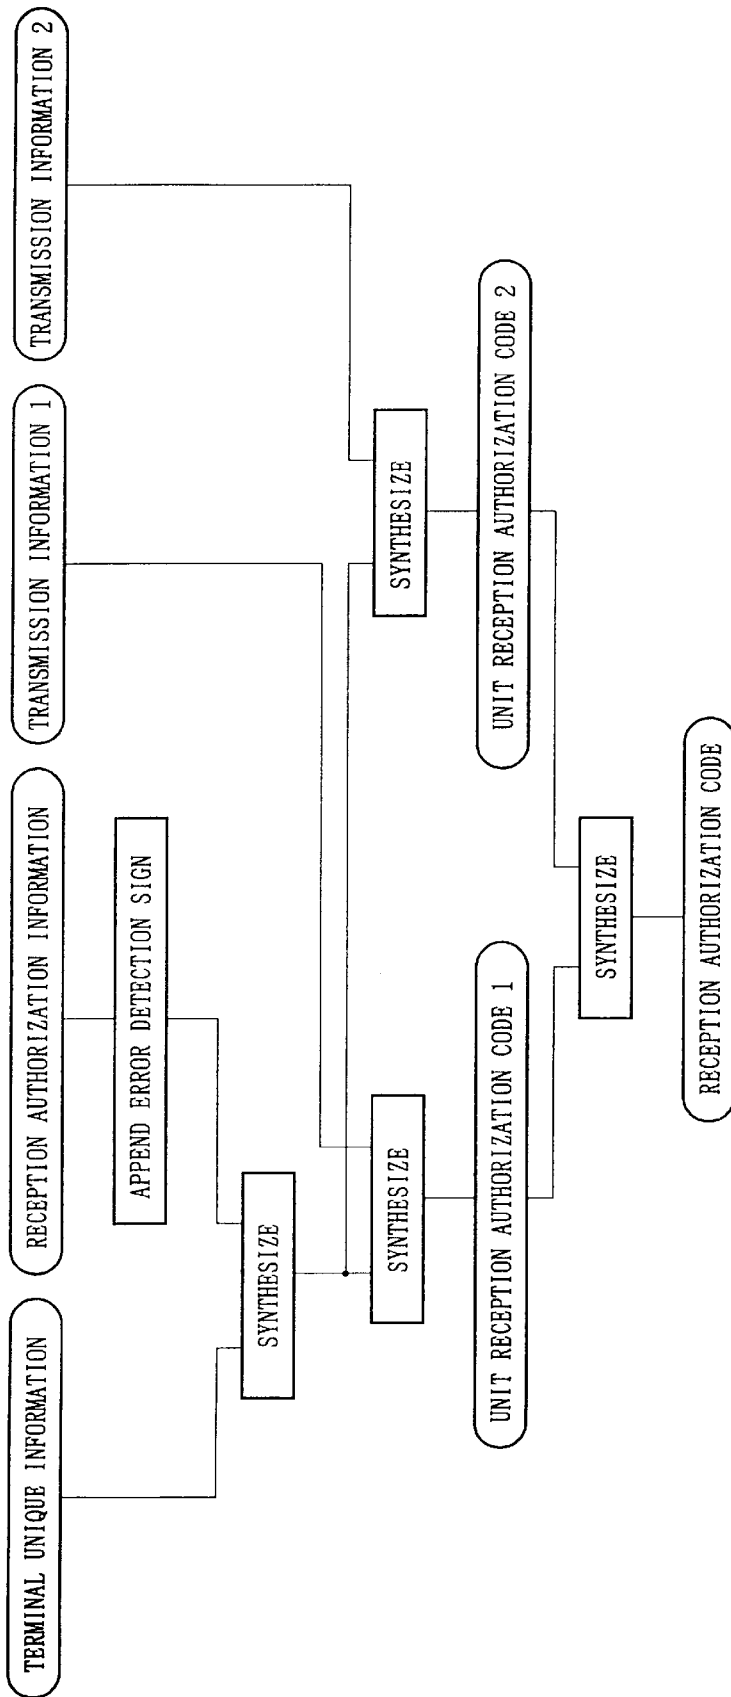 TERMINAL UNIQUE INFORMATION
RECEPTION AUTHORIZATION INFORMATION
TRANSMISSION INFORMATION 1
TRANSMISSION INFORMATION 2
APPEND ERROR DETECTION SIGN
SYNTHESIZE
SYNTHESIZE
SYNTHESIZE
UNIT RECEPTION AUTHORIZATION CODE 1
UNIT RECEPTION AUTHORIZATION CODE 2
SYNTHESIZE
RECEPTION AUTHORIZATION CODE